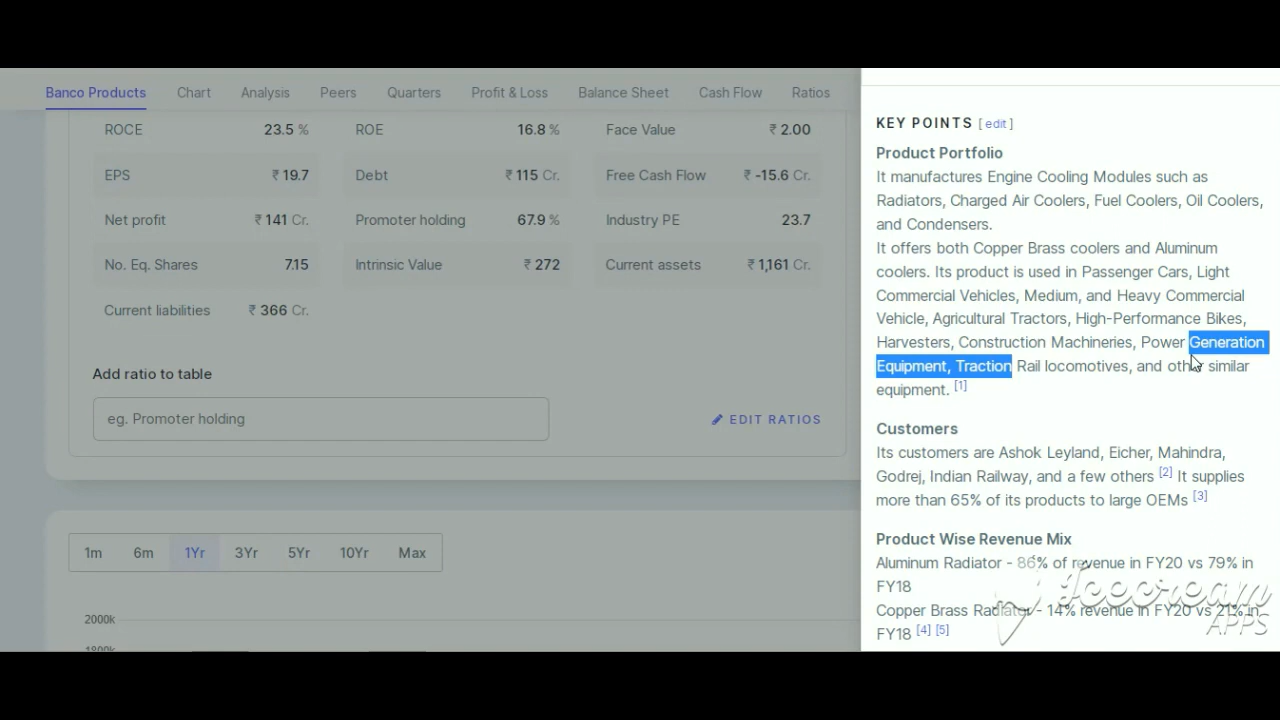 Banco Products Chart Analysis Peers Quarters Profit & Loss Balance Sheet Cash Flow Ratios
ROCE 23.5 % ROE 16.8 % Face Value ₹ 2.00
EPS ₹ 19.7 Debt ₹ 115 Cr. Free Cash Flow ₹ -15.6 Cr.
Net profit ₹ 141 Cr. Promoter holding 67.9 % Industry PE 23.7
No. Eq. Shares 7.15 Intrinsic Value ₹ 272 Current assets ₹ 1,161 Cr.
Current liabilities ₹ 366 Cr.
Add ratio to table
eg. Promoter holding EDIT RATIOS
1m 6m 1Yr 3Yr 5Yr 10Yr Max
2000k
1800k
KEY POINTS [ edit ]
Product Portfolio
It manufactures Engine Cooling Modules such as
Radiators, Charged Air Coolers, Fuel Coolers, Oil Coolers,
and Condensers.
It offers both Copper Brass coolers and Aluminum
coolers. Its product is used in Passenger Cars, Light
Commercial Vehicles, Medium, and Heavy Commercial
Vehicle, Agricultural Tractors, High-Performance Bikes,
Harvesters, Construction Machineries, Power Generation
Equipment, Traction Rail locomotives, and other similar
equipment. [1]
Customers
Its customers are Ashok Leyland, Eicher, Mahindra,
Godrej, Indian Railway, and a few others [2] It supplies
more than 65% of its products to large OEMs [3]
Product Wise Revenue Mix
Aluminum Radiator - 86% of revenue in FY20 vs 79% in
FY18
Copper Brass Radiator - 14% revenue in FY20 vs 21% in
FY18 [4] [5]
Icecream
APPS